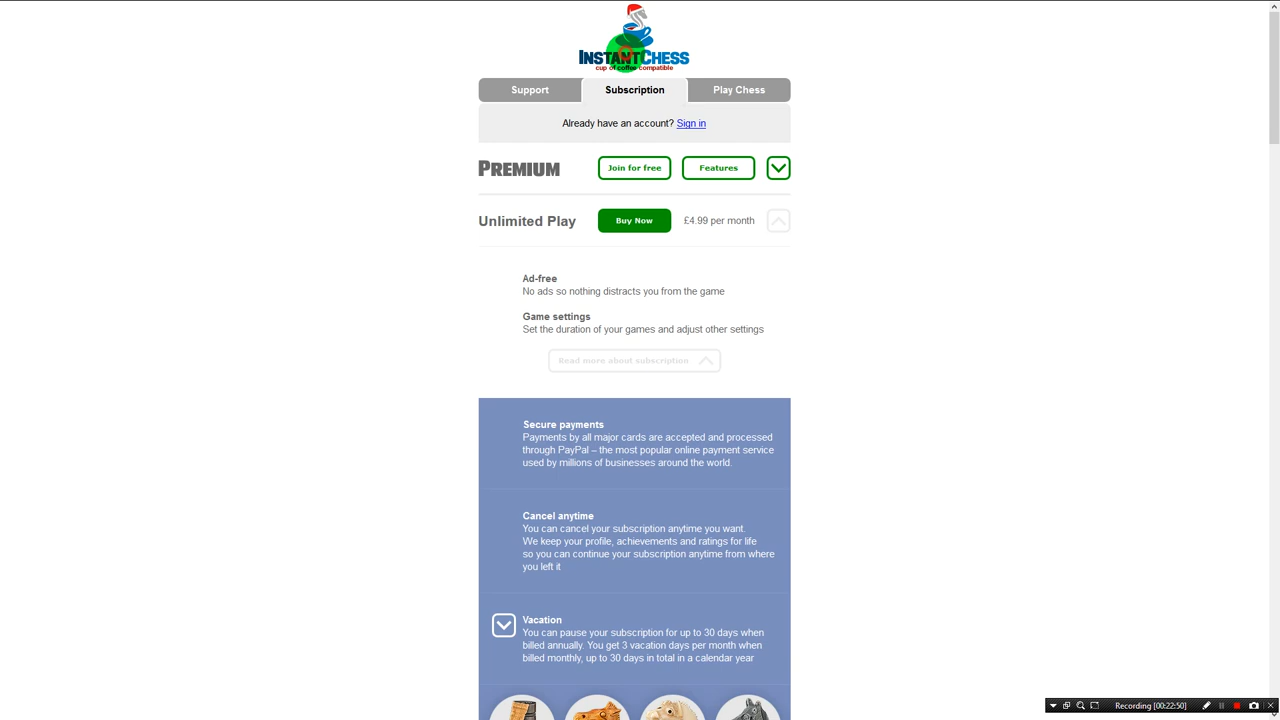 INSTANTCHESS
cup of coffee compatible
Support
Subscription
Play Chess
Already have an account? Sign in
PREMIUM
Join for free
Features
Unlimited Play
Buy Now
£4.99 per month
Ad-free
No ads so nothing distracts you from the game
Game settings
Set the duration of your games and adjust other settings
Read more about subscription
Secure payments
Payments by all major cards are accepted and processed
through PayPal – the most popular online payment service
used by millions of businesses around the world.
Cancel anytime
You can cancel your subscription anytime you want.
We keep your profile, achievements and ratings for life
so you can continue your subscription anytime from where
you left it
Vacation
You can pause your subscription for up to 30 days when
billed annually. You get 3 vacation days per month when
billed monthly, up to 30 days in total in a calendar year
Recording [00:22:50]